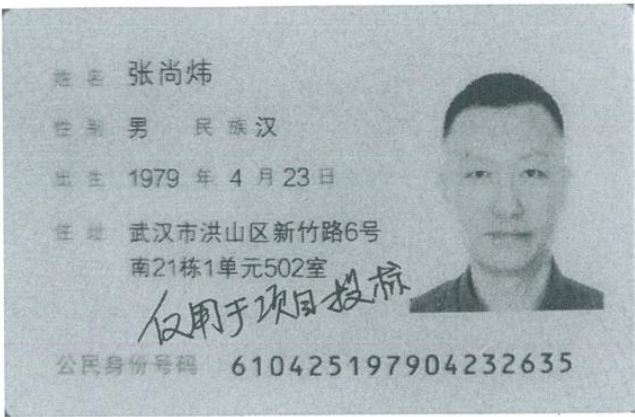 姓名 张尚炜
性别 男 民族 汉
出生 1979 年 4 月 23 日
住址 武汉市洪山区新竹路6号
南21栋1单元502室
仅用于项目投标
公民身份号码 610425197904232635